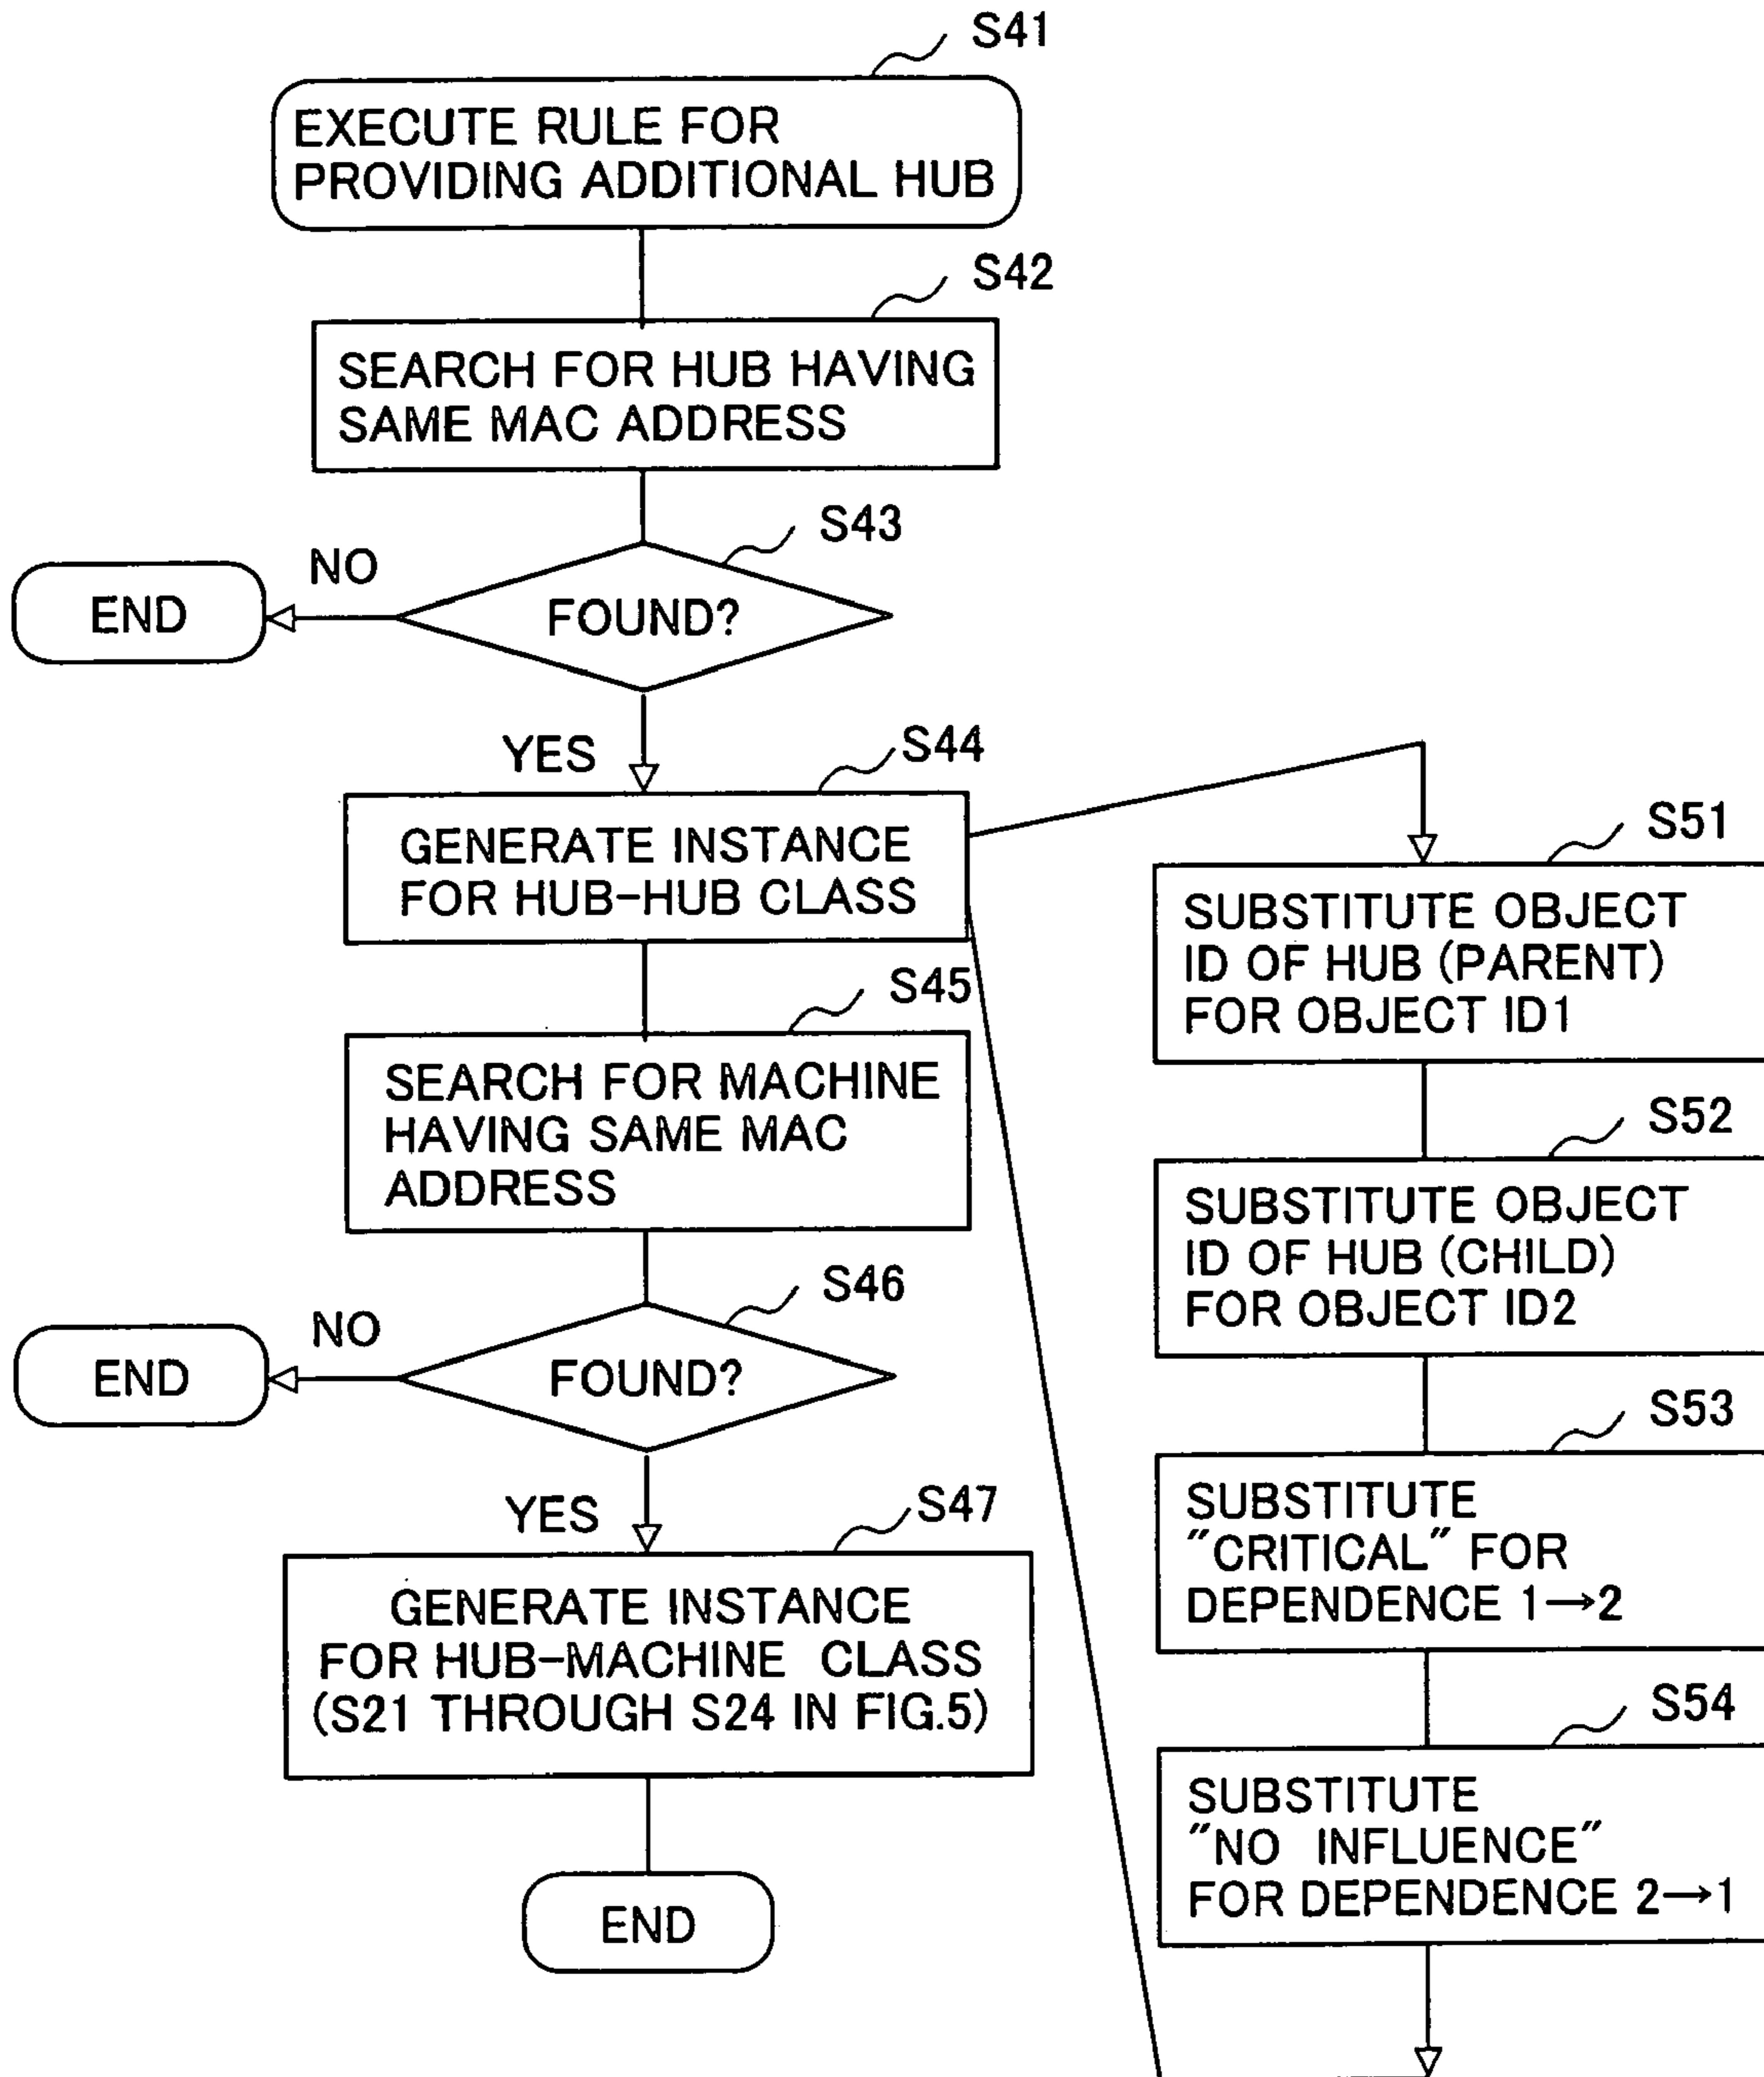 S41
EXECUTE RULE FOR
PROVIDING ADDITIONAL HUB
S42
SEARCH FOR HUB HAVING
SAME MAC ADDRESS
S43
NO
END
FOUND?
YES
S44
GENERATE INSTANCE
FOR HUB-HUB CLASS
S45
SEARCH FOR MACHINE
HAVING SAME MAC
ADDRESS
S46
NO
END
FOUND?
YES
S47
GENERATE INSTANCE
FOR HUB-MACHINE CLASS
(S21 THROUGH S24 IN FIG.5)
END
S51
SUBSTITUTE OBJECT
ID OF HUB (PARENT)
FOR OBJECT ID1
S52
SUBSTITUTE OBJECT
ID OF HUB (CHILD)
FOR OBJECT ID2
S53
SUBSTITUTE
"CRITICAL" FOR
DEPENDENCE 1→2
S54
SUBSTITUTE
"NO INFLUENCE"
FOR DEPENDENCE 2→1